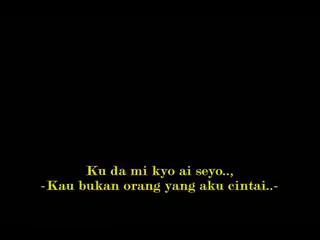 Ku da mi kyo ai seyo..,
-Kau bukan orang yang aku cintai..-